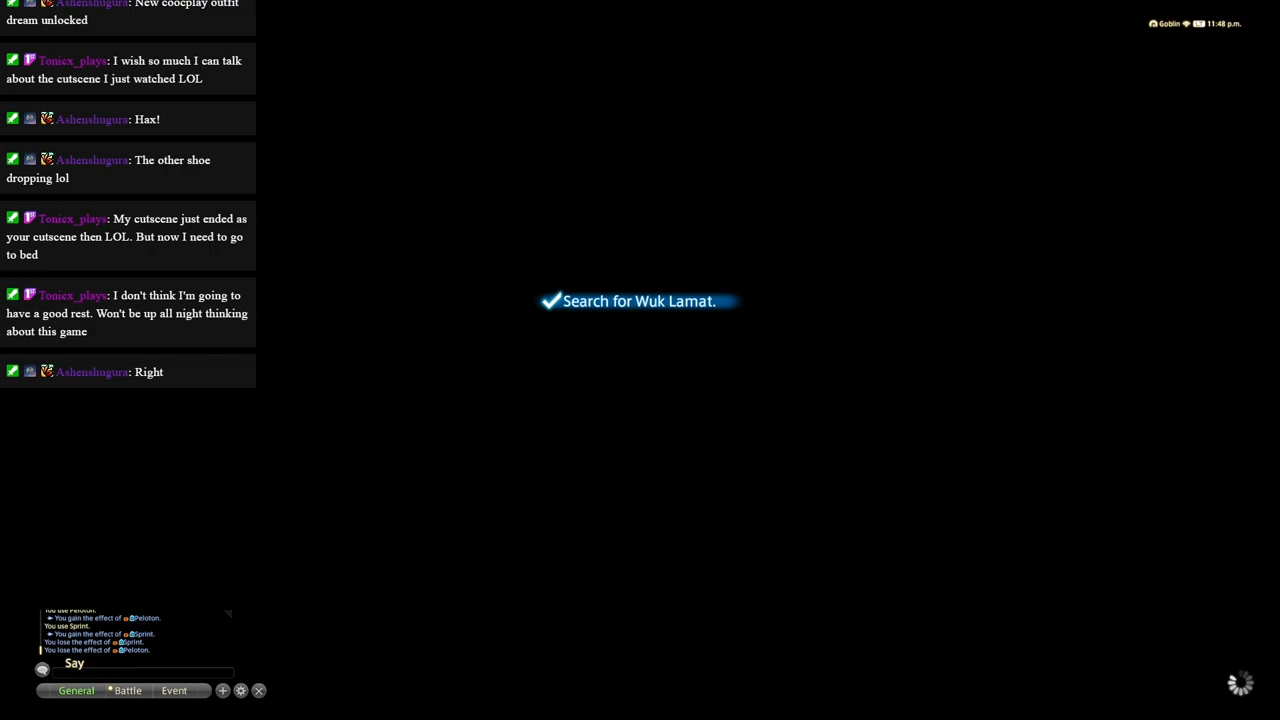 Ashenshugura: New coocplay outfit
dream unlocked
Tonicx_plays: I wish so much I can talk
about the cutscene I just watched LOL
Ashenshugura: Hax!
Ashenshugura: The other shoe
dropping lol
Tonicx_plays: My cutscene just ended as
your cutscene then LOL. But now I need to go
to bed
Tonicx_plays: I don't think I'm going to
have a good rest. Won't be up all night thinking
about this game
Ashenshugura: Right
Goblin LT 11:48 p.m.
Search for Wuk Lamat.
You use Peloton.
You gain the effect of Peloton.
You use Sprint.
You gain the effect of Sprint.
You lose the effect of Sprint.
You lose the effect of Peloton.
Say
General Battle Event